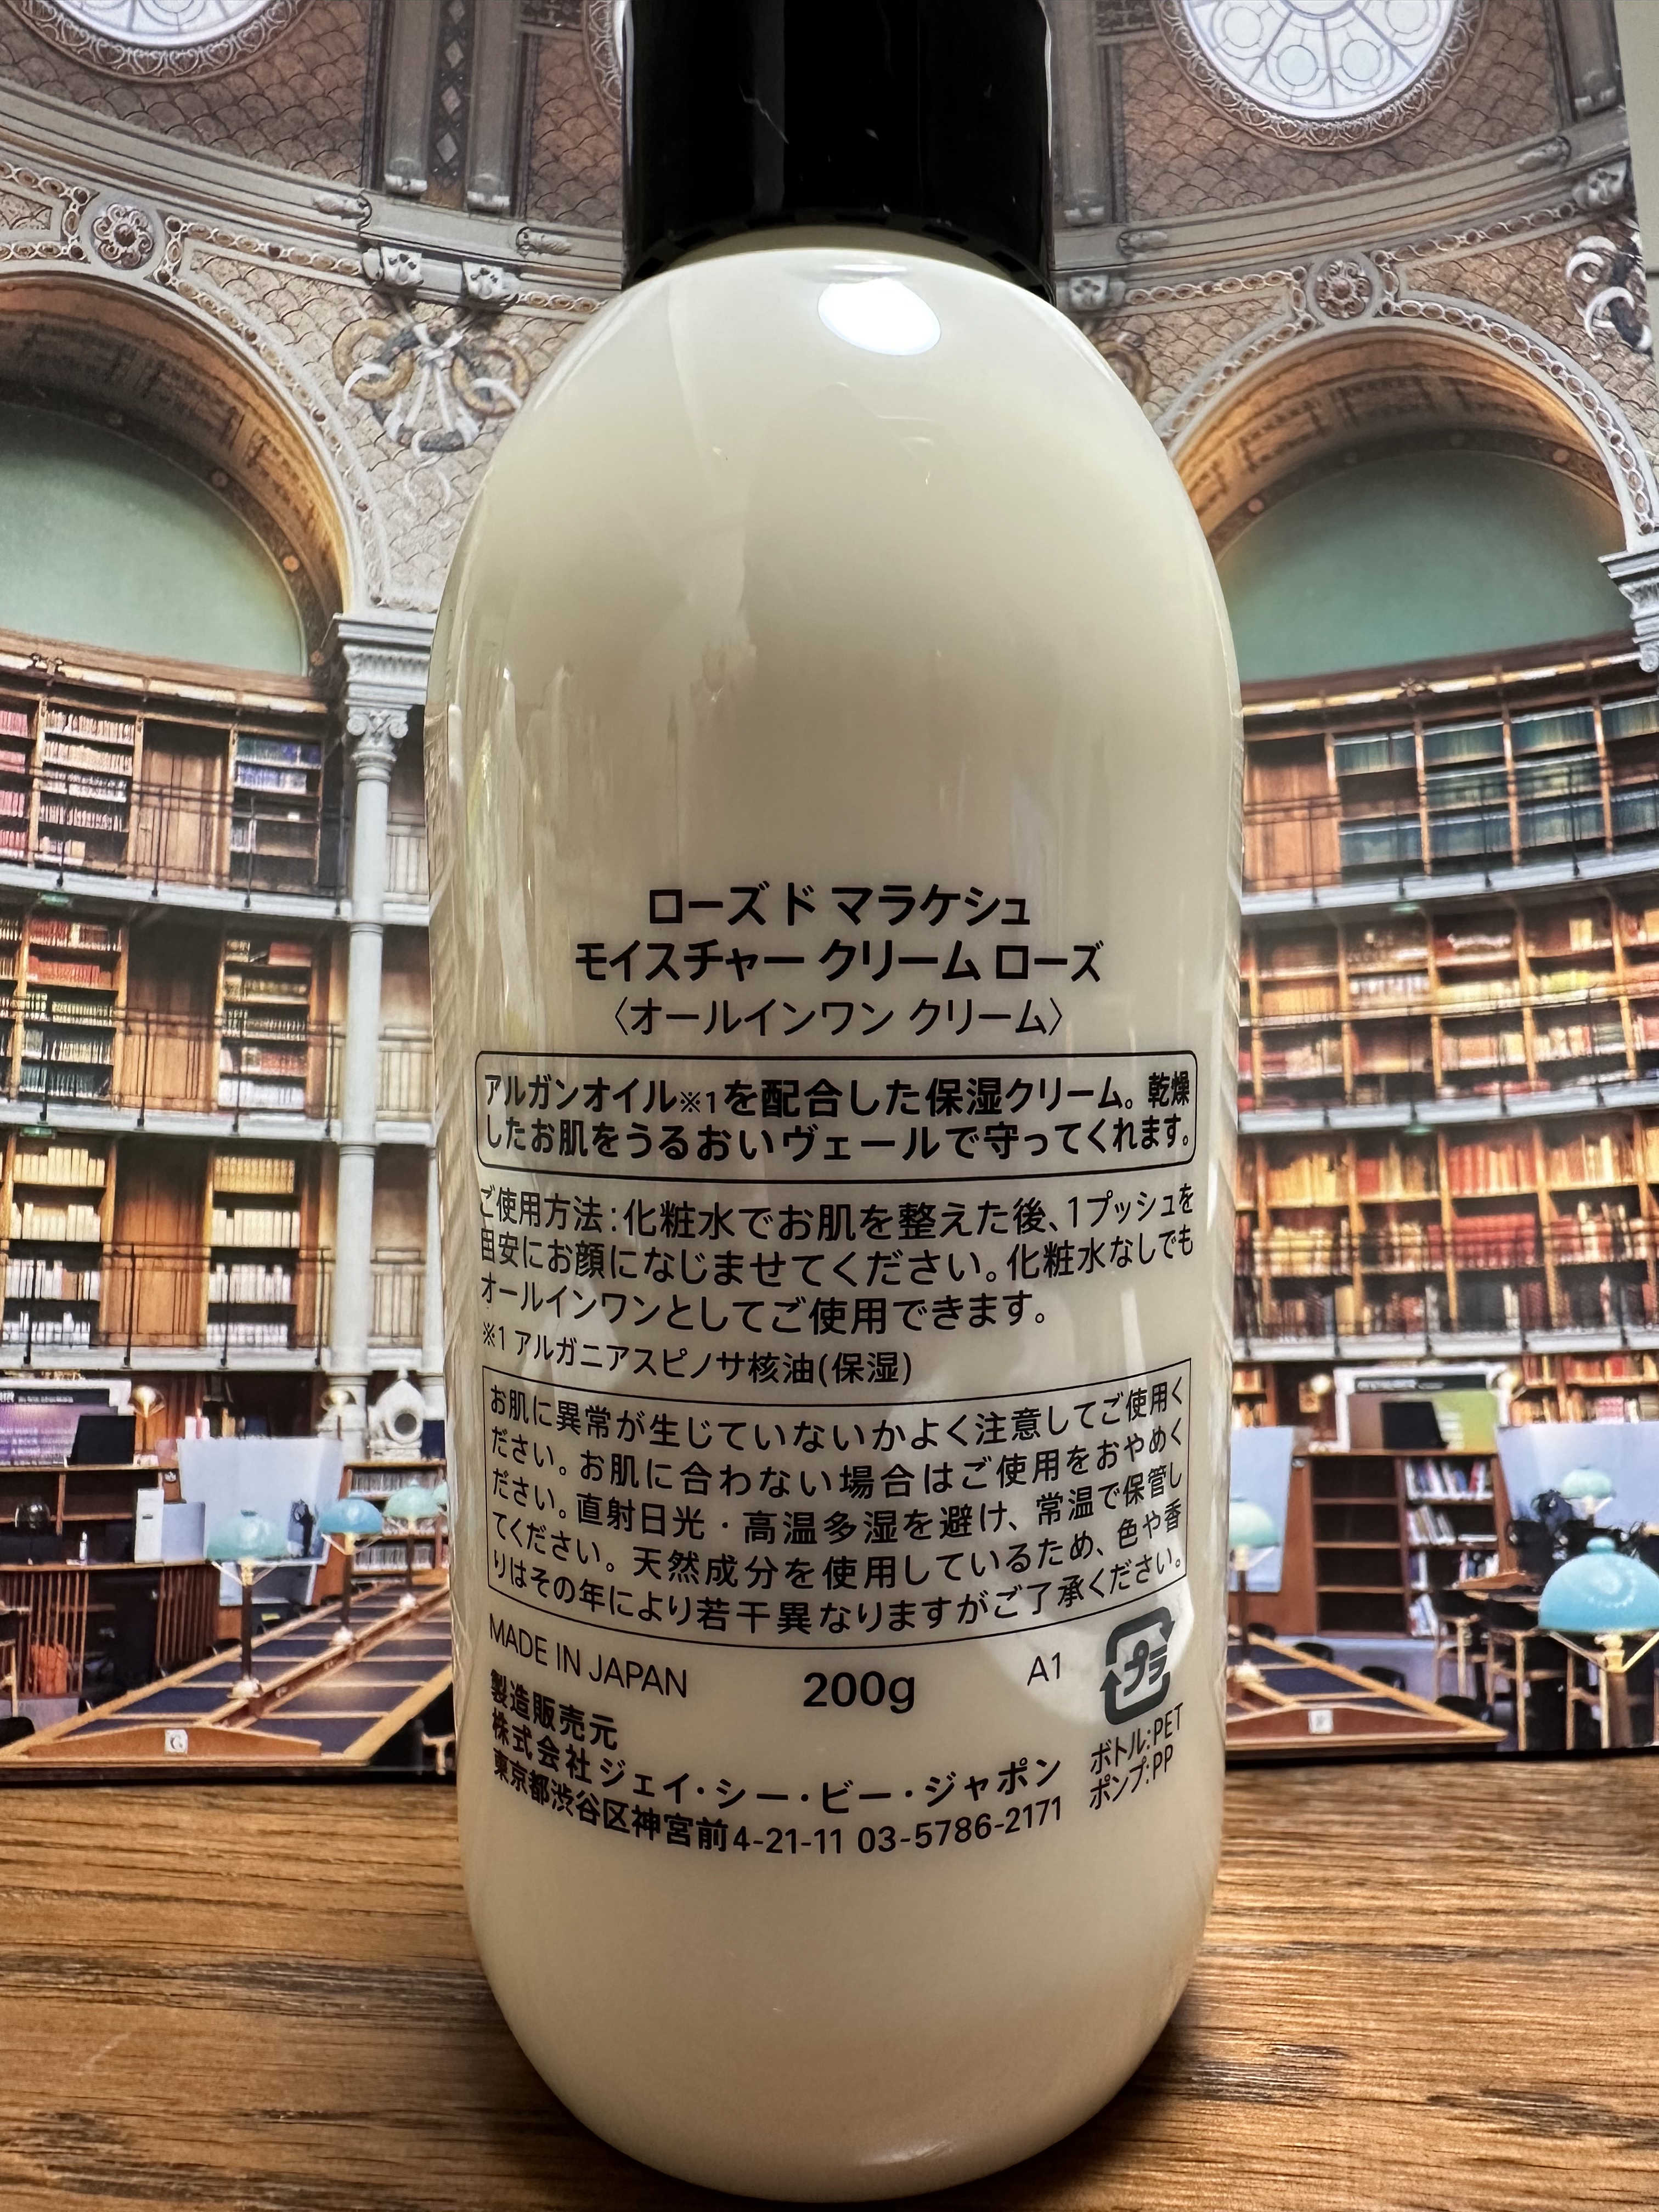 ローズ ド マラケシュ
モイスチャー クリーム ローズ
〈オールインワン クリーム〉
アルガンオイル※1を配合した保湿クリーム。乾燥
したお肌をうるおいヴェールで守ってくれます。
ご使用方法:化粧水でお肌を整えた後、1プッシュを
目安にお顔になじませてください。化粧水なしでも
オールインワンとしてご使用できます。
※1 アルガニアスピノサ核油(保湿)
お肌に異常が生じていないかよく注意してご使用く
ださい。お肌に合わない場合はご使用をおやめく
ださい。直射日光・高温多湿を避け、常温で保管し
てください。天然成分を使用しているため、色や香
りはその年により若干異なりますがご了承ください。
MADE IN JAPAN 200g A1 プラ
ボトル:PET
ポンプ:PP
製造販売元
株式会社 ジェイ・シー・ビー・ジャポン
東京都渋谷区神宮前4-21-11 03-5786-2171
G
F